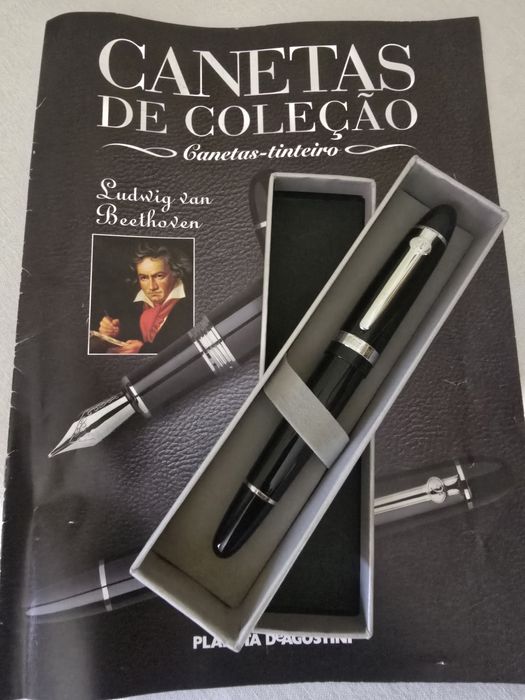 CANETAS
DE COLEÇÃO
Canetas-tinteiro
Ludwig van
Beethoven
DeAGOSTINI